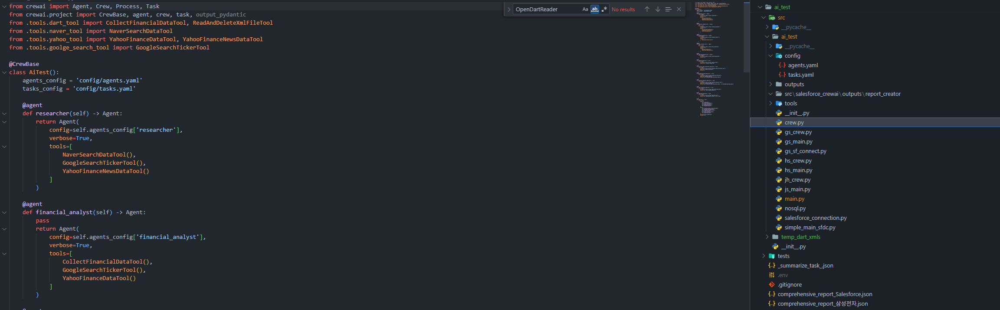 from crewai import Agent, Crew, Process, Task
from crewai.project import CrewBase, agent, crew, task, output_pydantic
from .tools.dart_tool import CollectFinancialDataTool, ReadAndDeleteXmlFileTool
from .tools.naver_tool import NaverSearchDataTool
from .tools.yahoo_tool import YahooFinanceDataTool, YahooFinanceNewsDataTool
from .tools.goolge_search_tool import GoogleSearchTickerTool
@CrewBase
class AiTest():
agents_config = 'config/agents.yaml'
tasks_config = 'config/tasks.yaml'
@agent
def researcher(self) -> Agent:
return Agent(
config=self.agents_config['researcher'],
verbose=True,
tools=[
NaverSearchDataTool(),
GoogleSearchTickerTool(),
YahooFinanceNewsDataTool()
]
)
@agent
def financial_analyst(self) -> Agent:
pass
return Agent(
config=self.agents_config['financial_analyst'],
verbose=True,
tools=[
CollectFinancialDataTool(),
GoogleSearchTickerTool(),
YahooFinanceDataTool()
]
)
OpenDartReader Aa ab .* No results
ai_test
src
__pycache__
ai_test
__pycache__
config
agents.yaml
tasks.yaml
outputs
src\salesforce_crewai\outputs\report_creator
tools
__init__.py
crew.py
gs_crew.py
gs_main.py
gs_sf_connect.py
hs_crew.py
hs_main.py
jh_crew.py
js_main.py
main.py
nosql.py
salesforce_connection.py
simple_main_sfdc.py
temp_dart_xmls
__init__.py
tests
_summarize_task_.json
.env
.gitignore
comprehensive_report_Salesforce.json
comprehensive_report_삼성전자.json